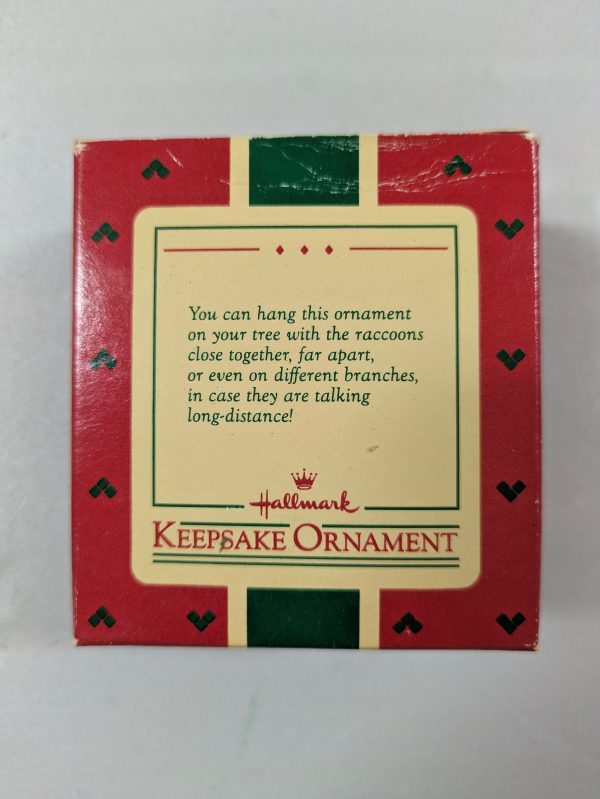 You can hang this ornament
on your tree with the raccoons
close together, far apart,
or even on different branches,
in case they are talking
long-distance!
Hallmark
KEEPSAKE ORNAMENT